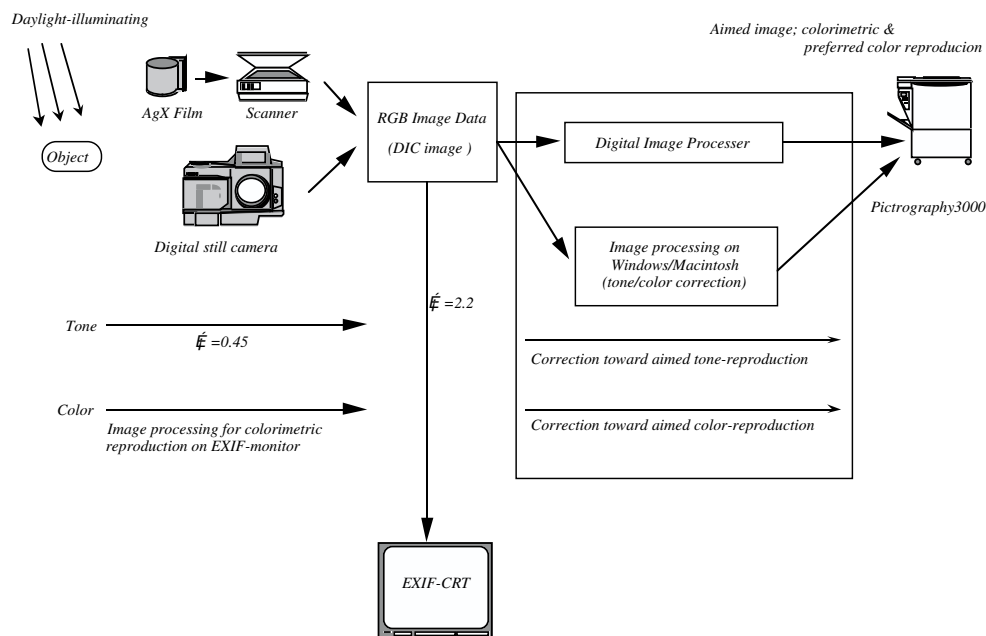 Daylight-illuminating
Aimed image; colorimetric &
preferred color reproducion
AgX Film
Scanner
RGB Image Data
(DIC image )
Object
Digital Image Processer
Digital still camera
Pictrography3000
Image processing on
Windows/Macintosh
(tone/color correction)
=2.2
Tone
=0.45
Correction toward aimed tone-reproduction
Color
Image processing for colorimetric
reproduction on EXIF-monitor
Correction toward aimed color-reproduction
EXIF-CRT